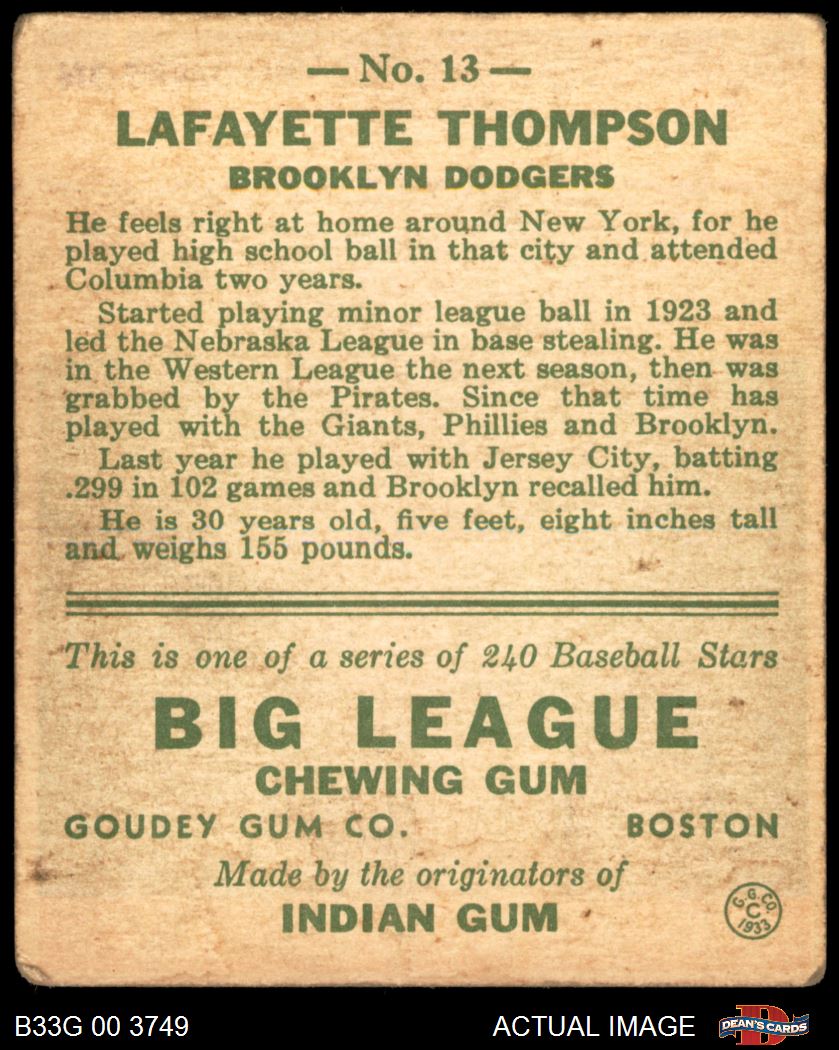 — No. 13 —
LAFAYETTE THOMPSON
BROOKLYN DODGERS
He feels right at home around New York, for he
played high school ball in that city and attended
Columbia two years.
Started playing minor league ball in 1923 and
led the Nebraska League in base stealing. He was
in the Western League the next season, then was
grabbed by the Pirates. Since that time has
played with the Giants, Phillies and Brooklyn.
Last year he played with Jersey City, batting
.299 in 102 games and Brooklyn recalled him.
He is 30 years old, five feet, eight inches tall
and weighs 155 pounds.
This is one of a series of 240 Baseball Stars
BIG LEAGUE
CHEWING GUM
GOUDEY GUM CO. BOSTON
Made by the originators of
INDIAN GUM
G.G.CO
C
1933
B33G 00 3749 ACTUAL IMAGE D DEAN'S CARDS